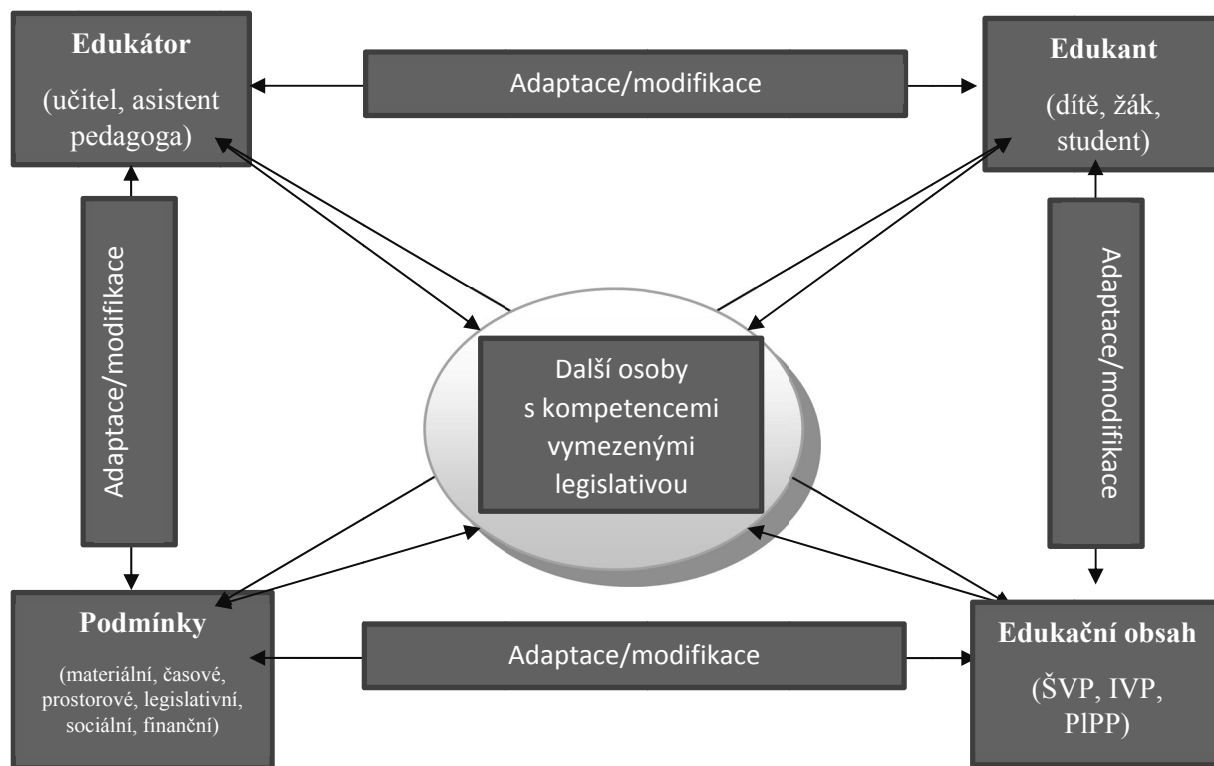 Edukátor
(učitel, asistent
pedagoga)
Adaptace/modifikace
Edukant
(dítě, žák,
student)
Adaptace/modifikace
Další osoby
s kompetencemi
vymezenými
legislativou
Adaptace/modifikace
Podmínky
(materiální, časové,
prostorové, legislativní,
sociální, finanční)
Adaptace/modifikace
Edukační obsah
(ŠVP, IVP,
PlPP)